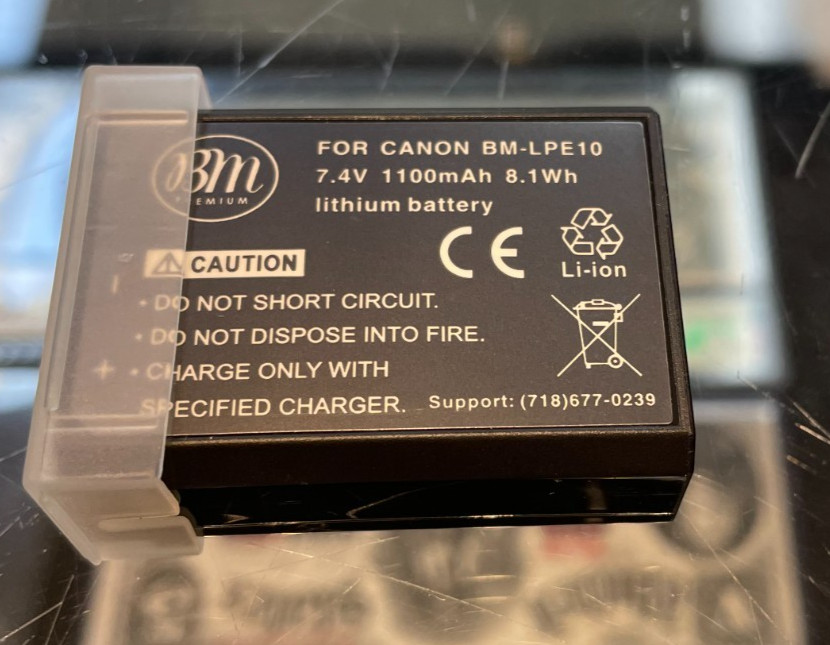 BM
PREMIUM
FOR CANON BM-LPE10
7.4V 1100mAh 8.1Wh
lithium battery
CE
Li-ion
CAUTION
• DO NOT SHORT CIRCUIT.
• DO NOT DISPOSE INTO FIRE.
+ • CHARGE ONLY WITH
SPECIFIED CHARGER.
Support: (718)677-0239